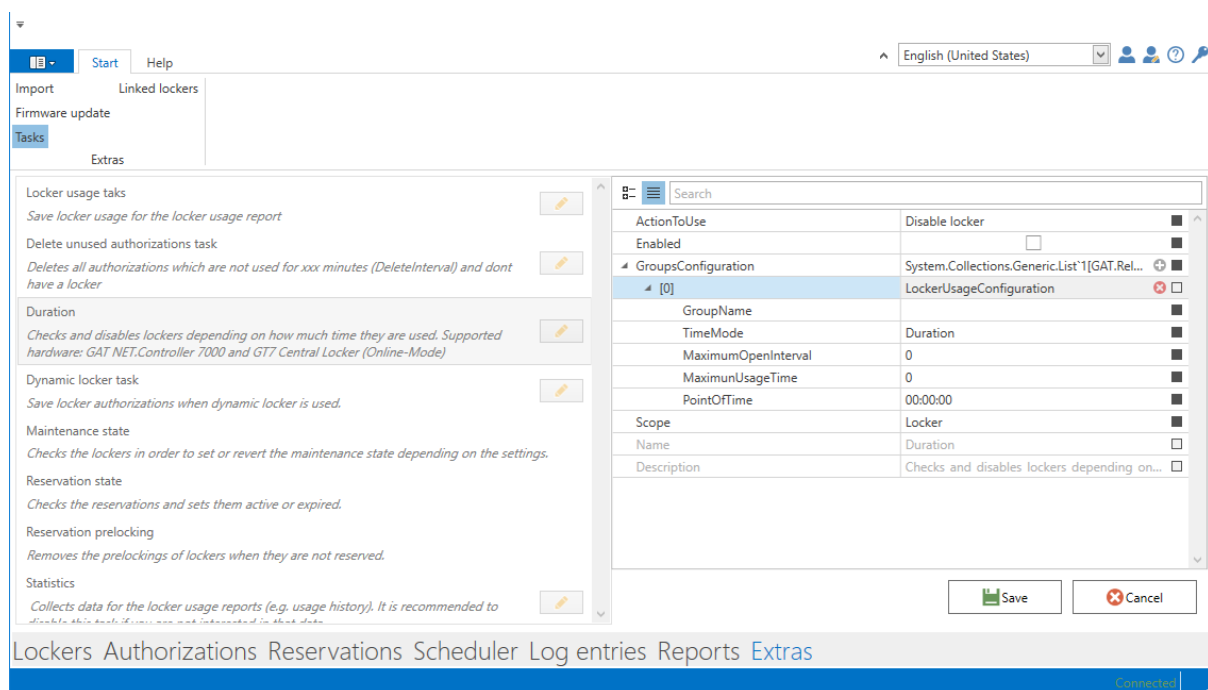 Start Help
English (United States)
Import Linked lockers
Firmware update
Tasks
Extras
Locker usage taks
Save locker usage for the locker usage report
Delete unused authorizations task
Deletes all authorizations which are not used for xxx minutes (DeleteInterval) and dont
have a locker
Duration
Checks and disables lockers depending on how much time they are used. Supported
hardware: GAT NET.Controller 7000 and GT7 Central Locker (Online-Mode)
Dynamic locker task
Save locker authorizations when dynamic locker is used.
Maintenance state
Checks the lockers in order to set or revert the maintenance state depending on the settings.
Reservation state
Checks the reservations and sets them active or expired.
Reservation prelocking
Removes the prelockings of lockers when they are not reserved.
Statistics
Collects data for the locker usage reports (e.g. usage history). It is recommended to
disable this task if you are not interested in that data
Search
ActionToUse Disable locker
Enabled
GroupsConfiguration System.Collections.Generic.List`1[GAT.Rel...
[0] LockerUsageConfiguration
GroupName
TimeMode Duration
MaximumOpenInterval 0
MaximunUsageTime 0
PointOfTime 00:00:00
Scope Locker
Name Duration
Description Checks and disables lockers depending on...
Save Cancel
Lockers Authorizations Reservations Scheduler Log entries Reports Extras
Connected